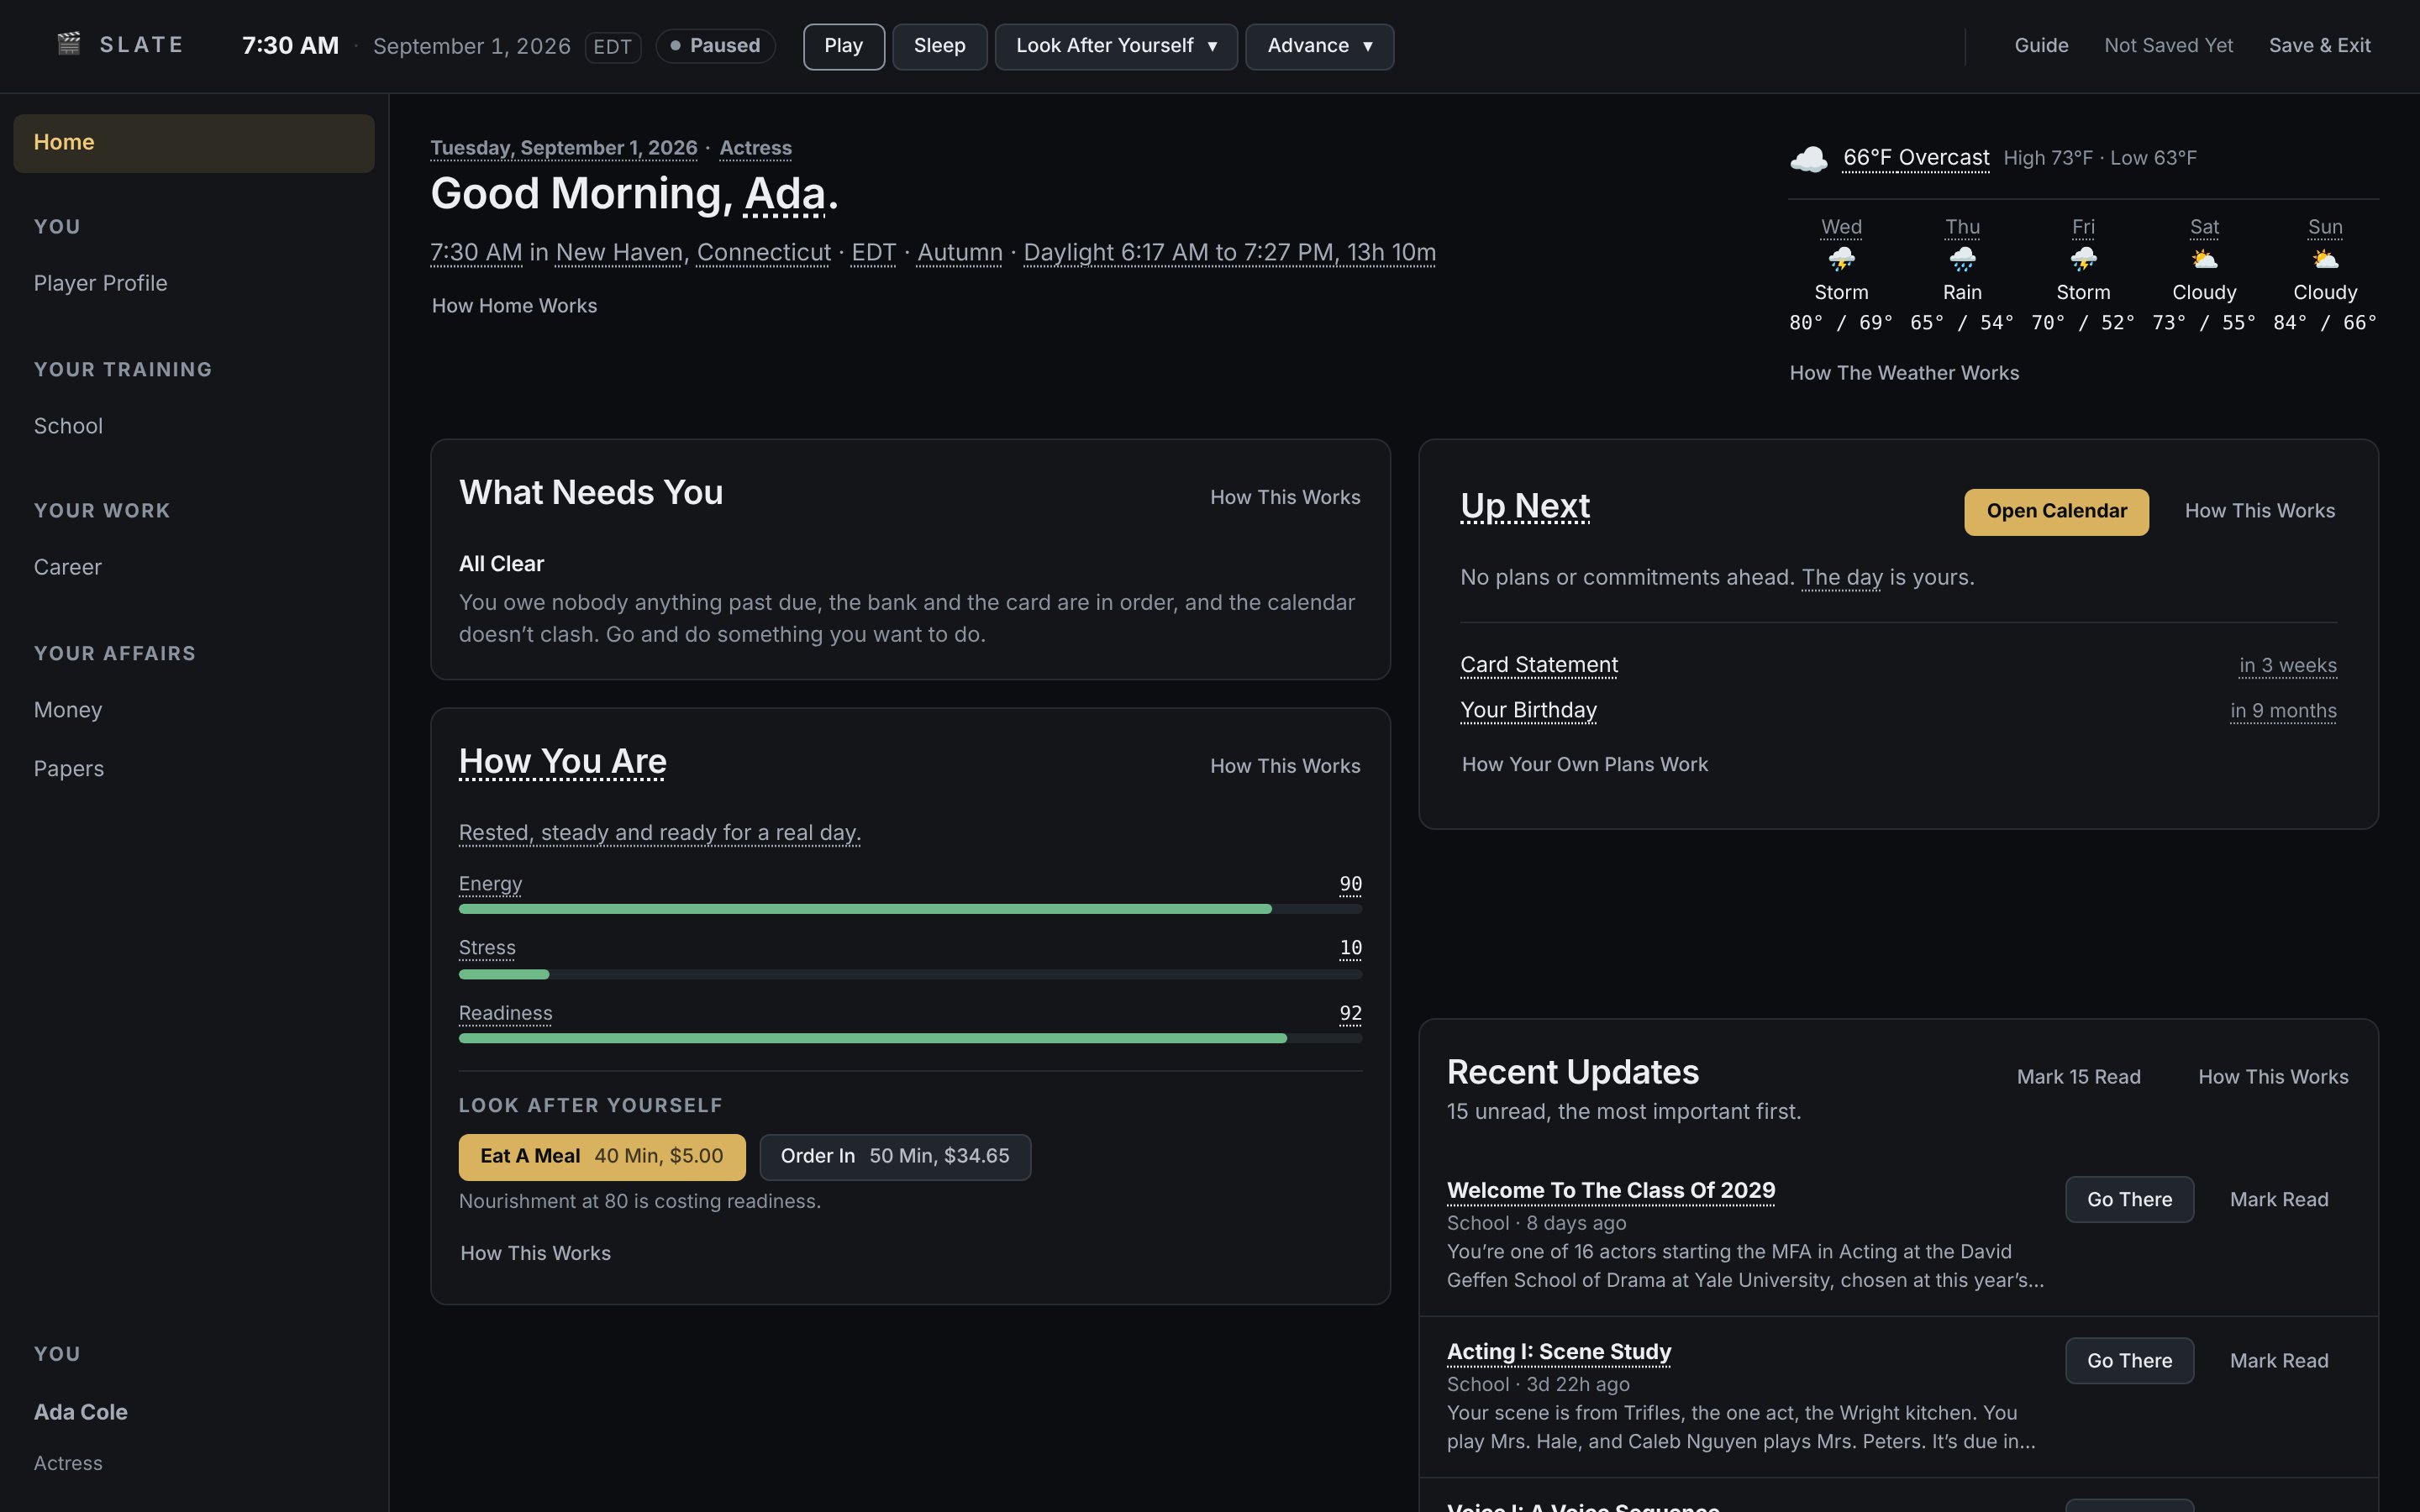 SLATE
7:30 AM · September 1, 2026 EDT Paused
Play Sleep Look After Yourself ▾ Advance ▾
Guide Not Saved Yet Save & Exit
Home
YOU
Player Profile
YOUR TRAINING
School
YOUR WORK
Career
YOUR AFFAIRS
Money
Papers
YOU
Ada Cole
Actress
Tuesday, September 1, 2026 · Actress
Good Morning, Ada.
7:30 AM in New Haven, Connecticut · EDT · Autumn · Daylight 6:17 AM to 7:27 PM, 13h 10m
How Home Works
66°F Overcast High 73°F · Low 63°F
Wed Thu Fri Sat Sun
Storm Rain Storm Cloudy Cloudy
80° / 69° 65° / 54° 70° / 52° 73° / 55° 84° / 66°
How The Weather Works
What Needs You How This Works
All Clear
You owe nobody anything past due, the bank and the card are in order, and the calendar
doesn’t clash. Go and do something you want to do.
How You Are How This Works
Rested, steady and ready for a real day.
Energy 90
Stress 10
Readiness 92
LOOK AFTER YOURSELF
Eat A Meal 40 Min, $5.00 Order In 50 Min, $34.65
Nourishment at 80 is costing readiness.
How This Works
Up Next Open Calendar How This Works
No plans or commitments ahead. The day is yours.
Card Statement in 3 weeks
Your Birthday in 9 months
How Your Own Plans Work
Recent Updates Mark 15 Read How This Works
15 unread, the most important first.
Welcome To The Class Of 2029 Go There Mark Read
School · 8 days ago
You’re one of 16 actors starting the MFA in Acting at the David
Geffen School of Drama at Yale University, chosen at this year’s…
Acting I: Scene Study Go There Mark Read
School · 3d 22h ago
Your scene is from Trifles, the one act, the Wright kitchen. You
play Mrs. Hale, and Caleb Nguyen plays Mrs. Peters. It’s due in…
Voice I: A Voice Sequence